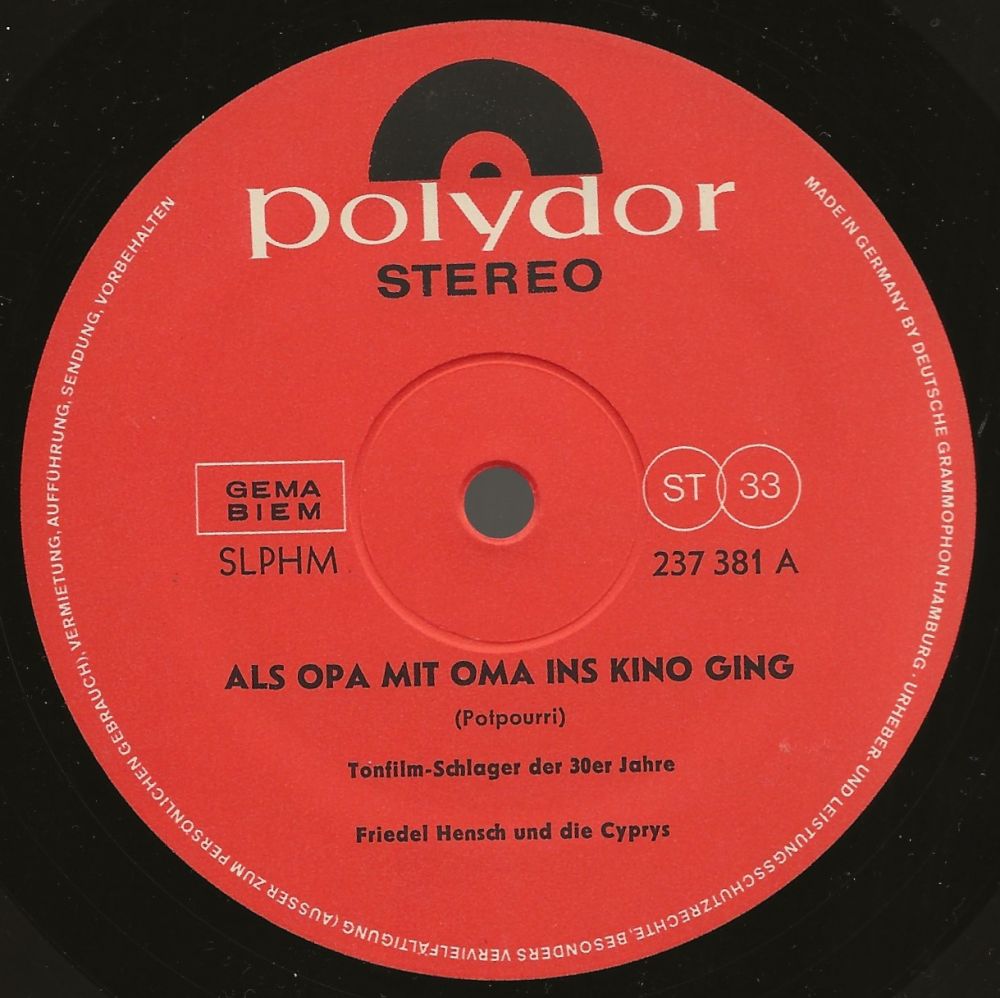 polydor
STEREO
GEMA
BIEM
SLPHM
ST 33
237 381 A
ALS OPA MIT OMA INS KINO GING
(Potpourri)
Tonfilm-Schlager der 30er Jahre
Friedel Hensch und die Cyprys
MADE IN GERMANY BY DEUTSCHE GRAMMOPHON HAMBURG · URHEBER- UND LEISTUNGSSCHUTZRECHTE, BESONDERS VERVIELFÄLTIGUNG (AUSSER ZUM PERSÖNLICHEN GEBRAUCH), VERMIETUNG, AUFFÜHRUNG, SENDUNG, VORBEHALTEN